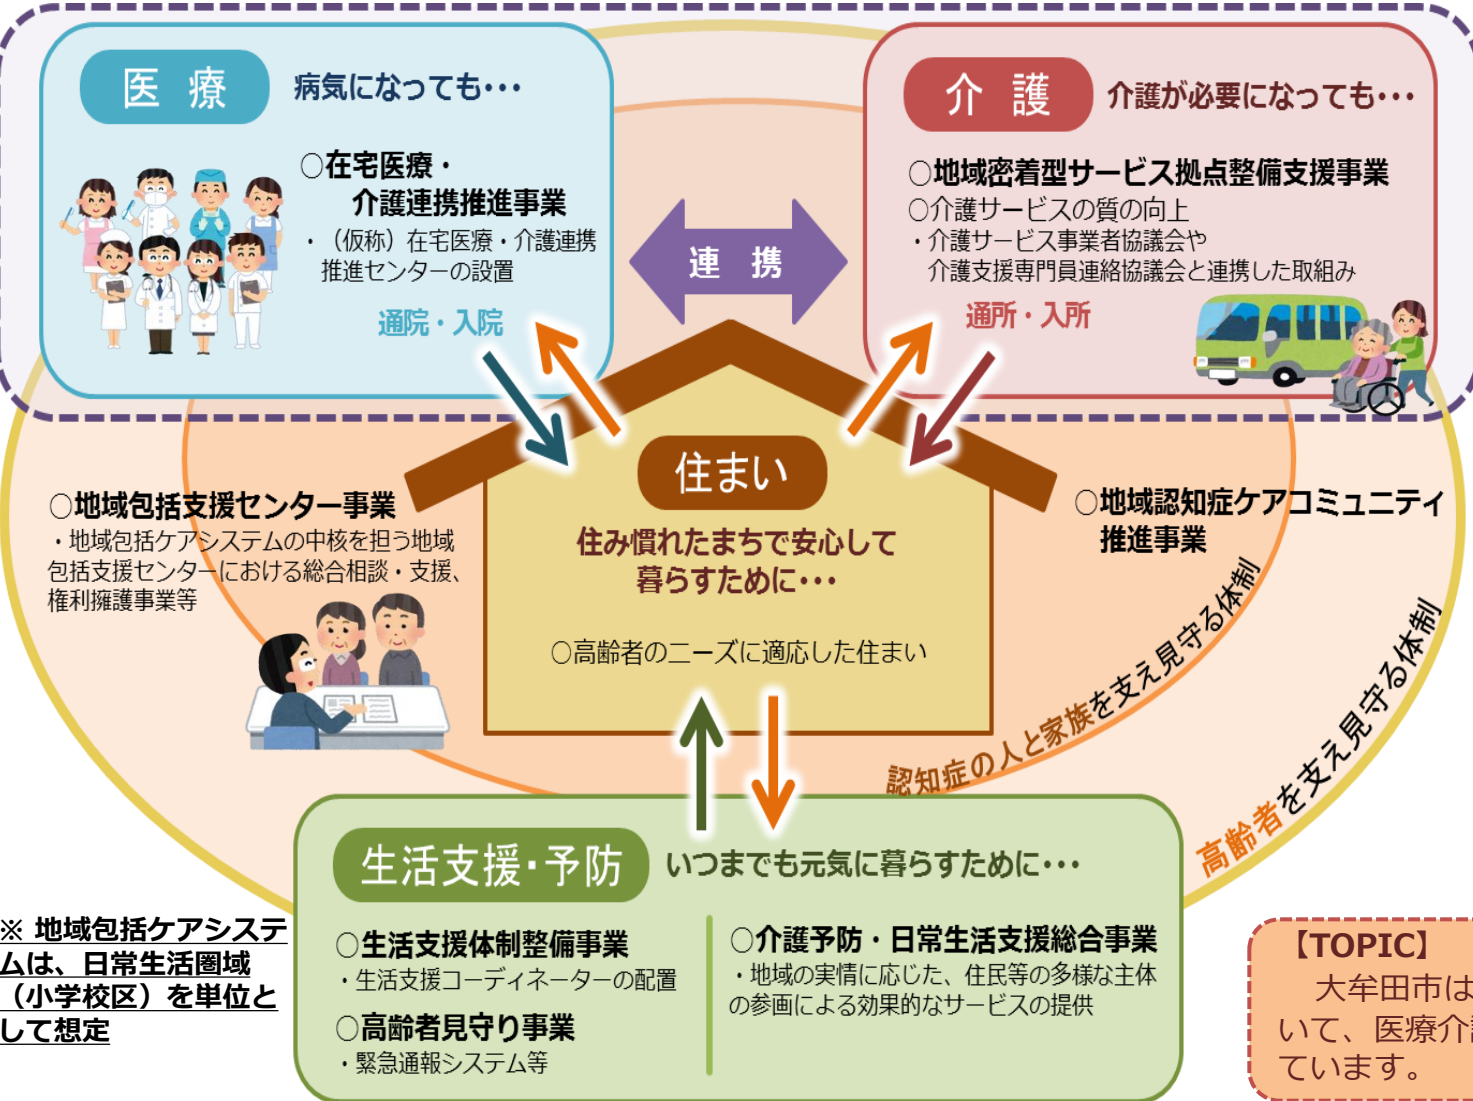 医 療
病気になっても・・・
○在宅医療・
介護連携推進事業
・（仮称）在宅医療・介護連携
推進センターの設置
通院・入院
連 携
介 護
介護が必要になっても・・・
○地域密着型サービス拠点整備支援事業
○介護サービスの質の向上
・介護サービス事業者協議会や
介護支援専門員連絡協議会と連携した取組み
通所・入所
○地域包括支援センター事業
・地域包括ケアシステムの中核を担う地域
包括支援センターにおける総合相談・支援、
権利擁護事業等
住まい
住み慣れたまちで安心して
暮らすために・・・
○高齢者のニーズに適応した住まい
○地域認知症ケアコミュニティ
推進事業
認知症の人と家族を支え見守る体制
高齢者を支え見守る体制
生活支援・予防
いつまでも元気に暮らすために・・・
○生活支援体制整備事業
・生活支援コーディネーターの配置
○高齢者見守り事業
・緊急通報システム等
○介護予防・日常生活支援総合事業
・地域の実情に応じた、住民等の多様な主体
の参画による効果的なサービスの提供
※ 地域包括ケアシステ
ムは、日常生活圏域
（小学校区）を単位と
して想定
【TOPIC】
大牟田市は
いて、医療介護
ています。